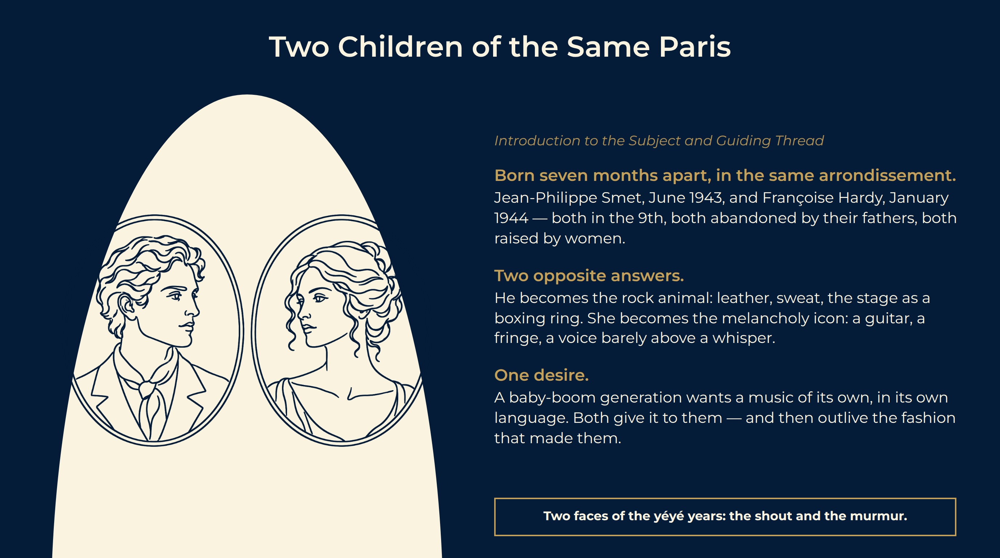 Two Children of the Same Paris
Introduction to the Subject and Guiding Thread
Born seven months apart, in the same arrondissement.
Jean-Philippe Smet, June 1943, and Françoise Hardy, January
1944 — both in the 9th, both abandoned by their fathers, both
raised by women.
Two opposite answers.
He becomes the rock animal: leather, sweat, the stage as a
boxing ring. She becomes the melancholy icon: a guitar, a
fringe, a voice barely above a whisper.
One desire.
A baby-boom generation wants a music of its own, in its own
language. Both give it to them — and then outlive the fashion
that made them.
Two faces of the yéyé years: the shout and the murmur.